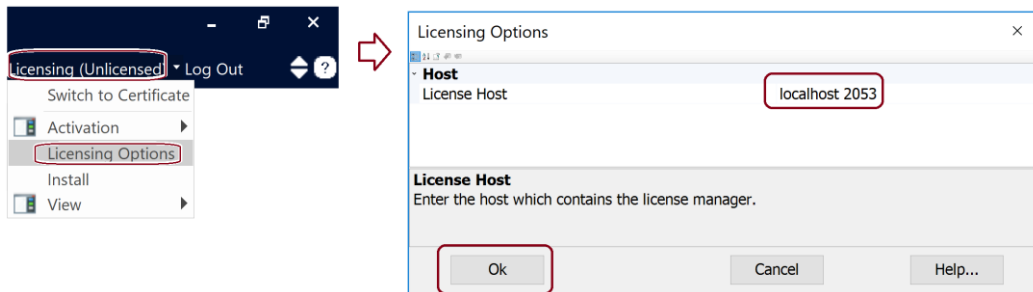 Licensing (Unlicensed) Log Out ?
Switch to Certificate
Activation
Licensing Options
Install
View
Licensing Options
Host
License Host localhost 2053
License Host
Enter the host which contains the license manager.
Ok Cancel Help...